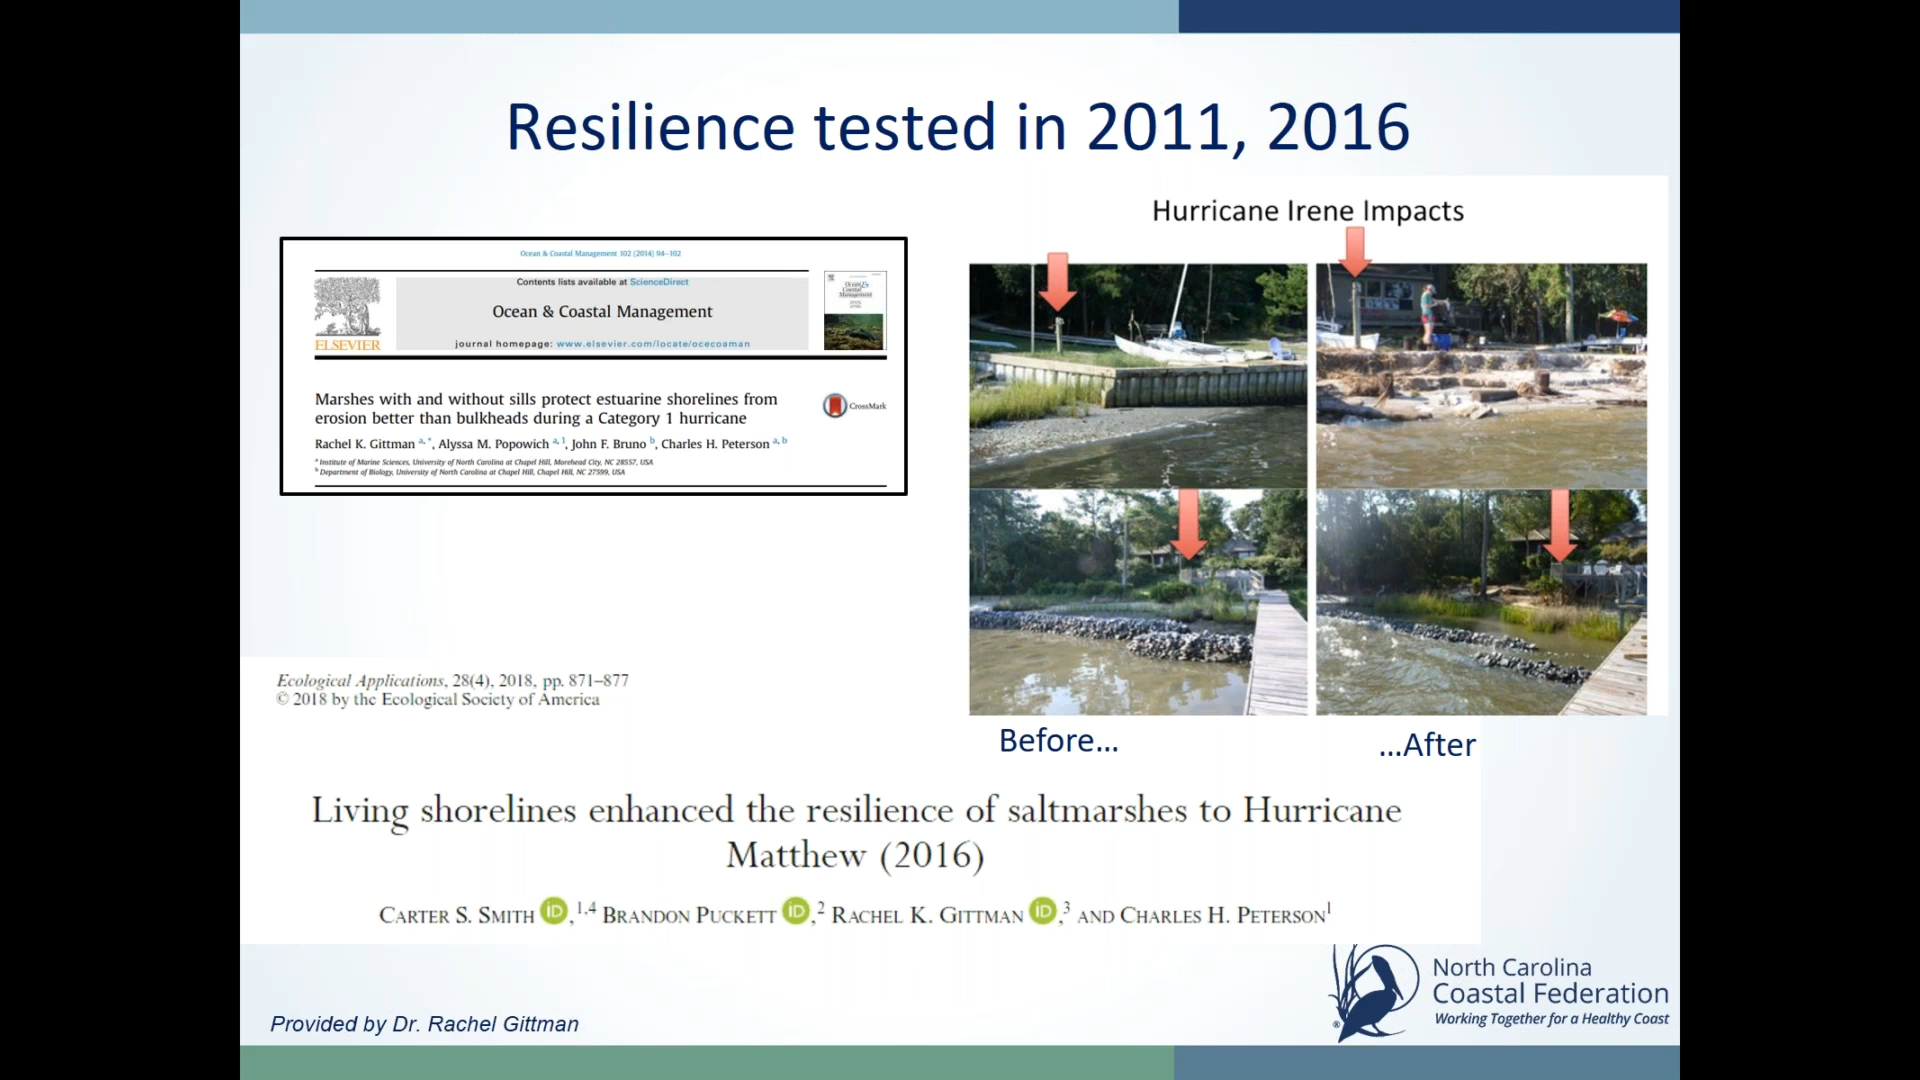 Resilience tested in 2011, 2016
Ocean & Coastal Management 102 (2014) 94–102
Contents lists available at ScienceDirect
Ocean & Coastal Management
journal homepage: www.elsevier.com/locate/ocecoaman
ELSEVIER
Ocean & Coastal Management
Marshes with and without sills protect estuarine shorelines from
erosion better than bulkheads during a Category 1 hurricane
CrossMark
Rachel K. Gittman a, *, Alyssa M. Popowich a, 1, John F. Bruno b, Charles H. Peterson a, b
a Institute of Marine Sciences, University of North Carolina at Chapel Hill, Morehead City, NC 28557, USA
b Department of Biology, University of North Carolina at Chapel Hill, Chapel Hill, NC 27599, USA
Hurricane Irene Impacts
Before...
...After
Ecological Applications, 28(4), 2018, pp. 871–877
© 2018 by the Ecological Society of America
Living shorelines enhanced the resilience of saltmarshes to Hurricane
Matthew (2016)
CARTER S. SMITH iD,1,4 BRANDON PUCKETT iD,2 RACHEL K. GITTMAN iD,3 AND CHARLES H. PETERSON1
North Carolina
Coastal Federation
Working Together for a Healthy Coast
®
Provided by Dr. Rachel Gittman